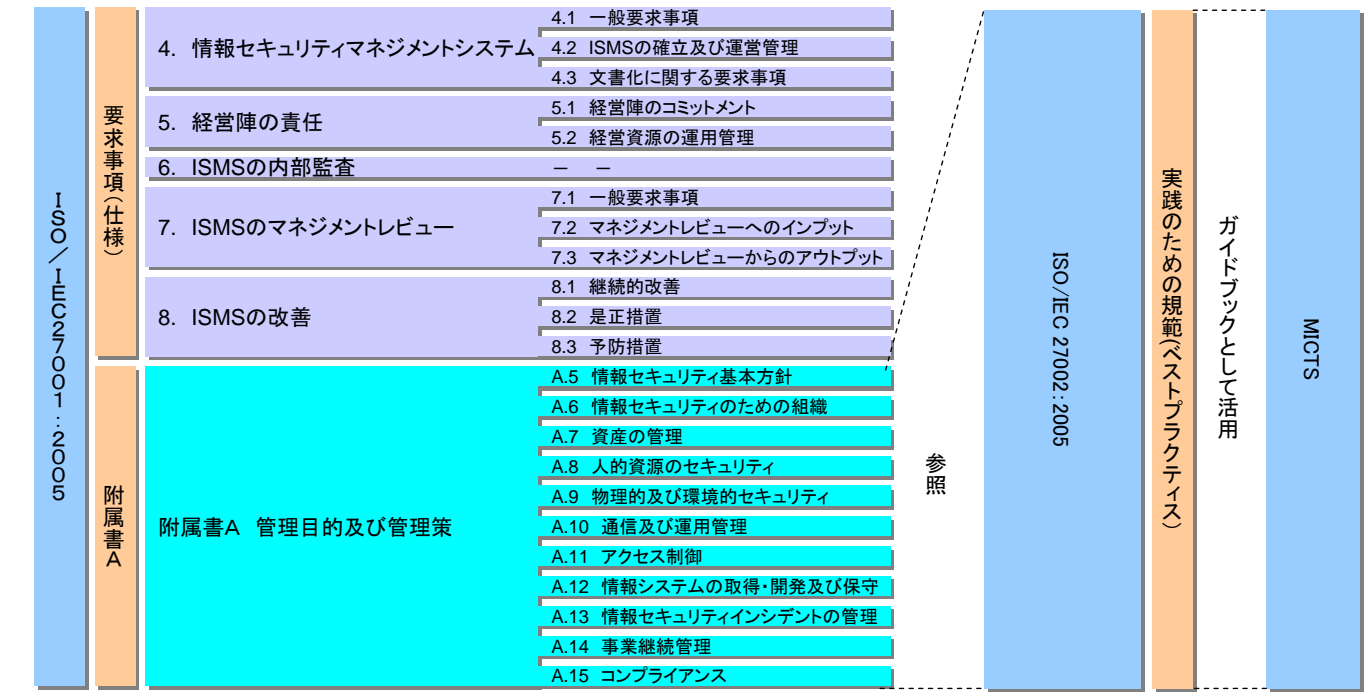 ISO/IEC27001:2005
要求事項(仕様)
4. 情報セキュリティマネジメントシステム
4.1 一般要求事項
4.2 ISMSの確立及び運営管理
4.3 文書化に関する要求事項
5. 経営陣の責任
5.1 経営陣のコミットメント
5.2 経営資源の運用管理
6. ISMSの内部監査
－ －
7. ISMSのマネジメントレビュー
7.1 一般要求事項
7.2 マネジメントレビューへのインプット
7.3 マネジメントレビューからのアウトプット
8. ISMSの改善
8.1 継続的改善
8.2 是正措置
8.3 予防措置
附属書A
附属書A 管理目的及び管理策
A.5 情報セキュリティ基本方針
A.6 情報セキュリティのための組織
A.7 資産の管理
A.8 人的資源のセキュリティ
A.9 物理的及び環境的セキュリティ
A.10 通信及び運用管理
A.11 アクセス制御
A.12 情報システムの取得・開発及び保守
A.13 情報セキュリティインシデントの管理
A.14 事業継続管理
A.15 コンプライアンス
参照
ISO/IEC 27002:2005
実践のための規範(ベストプラクティス)
ガイドブックとして活用
MICTS